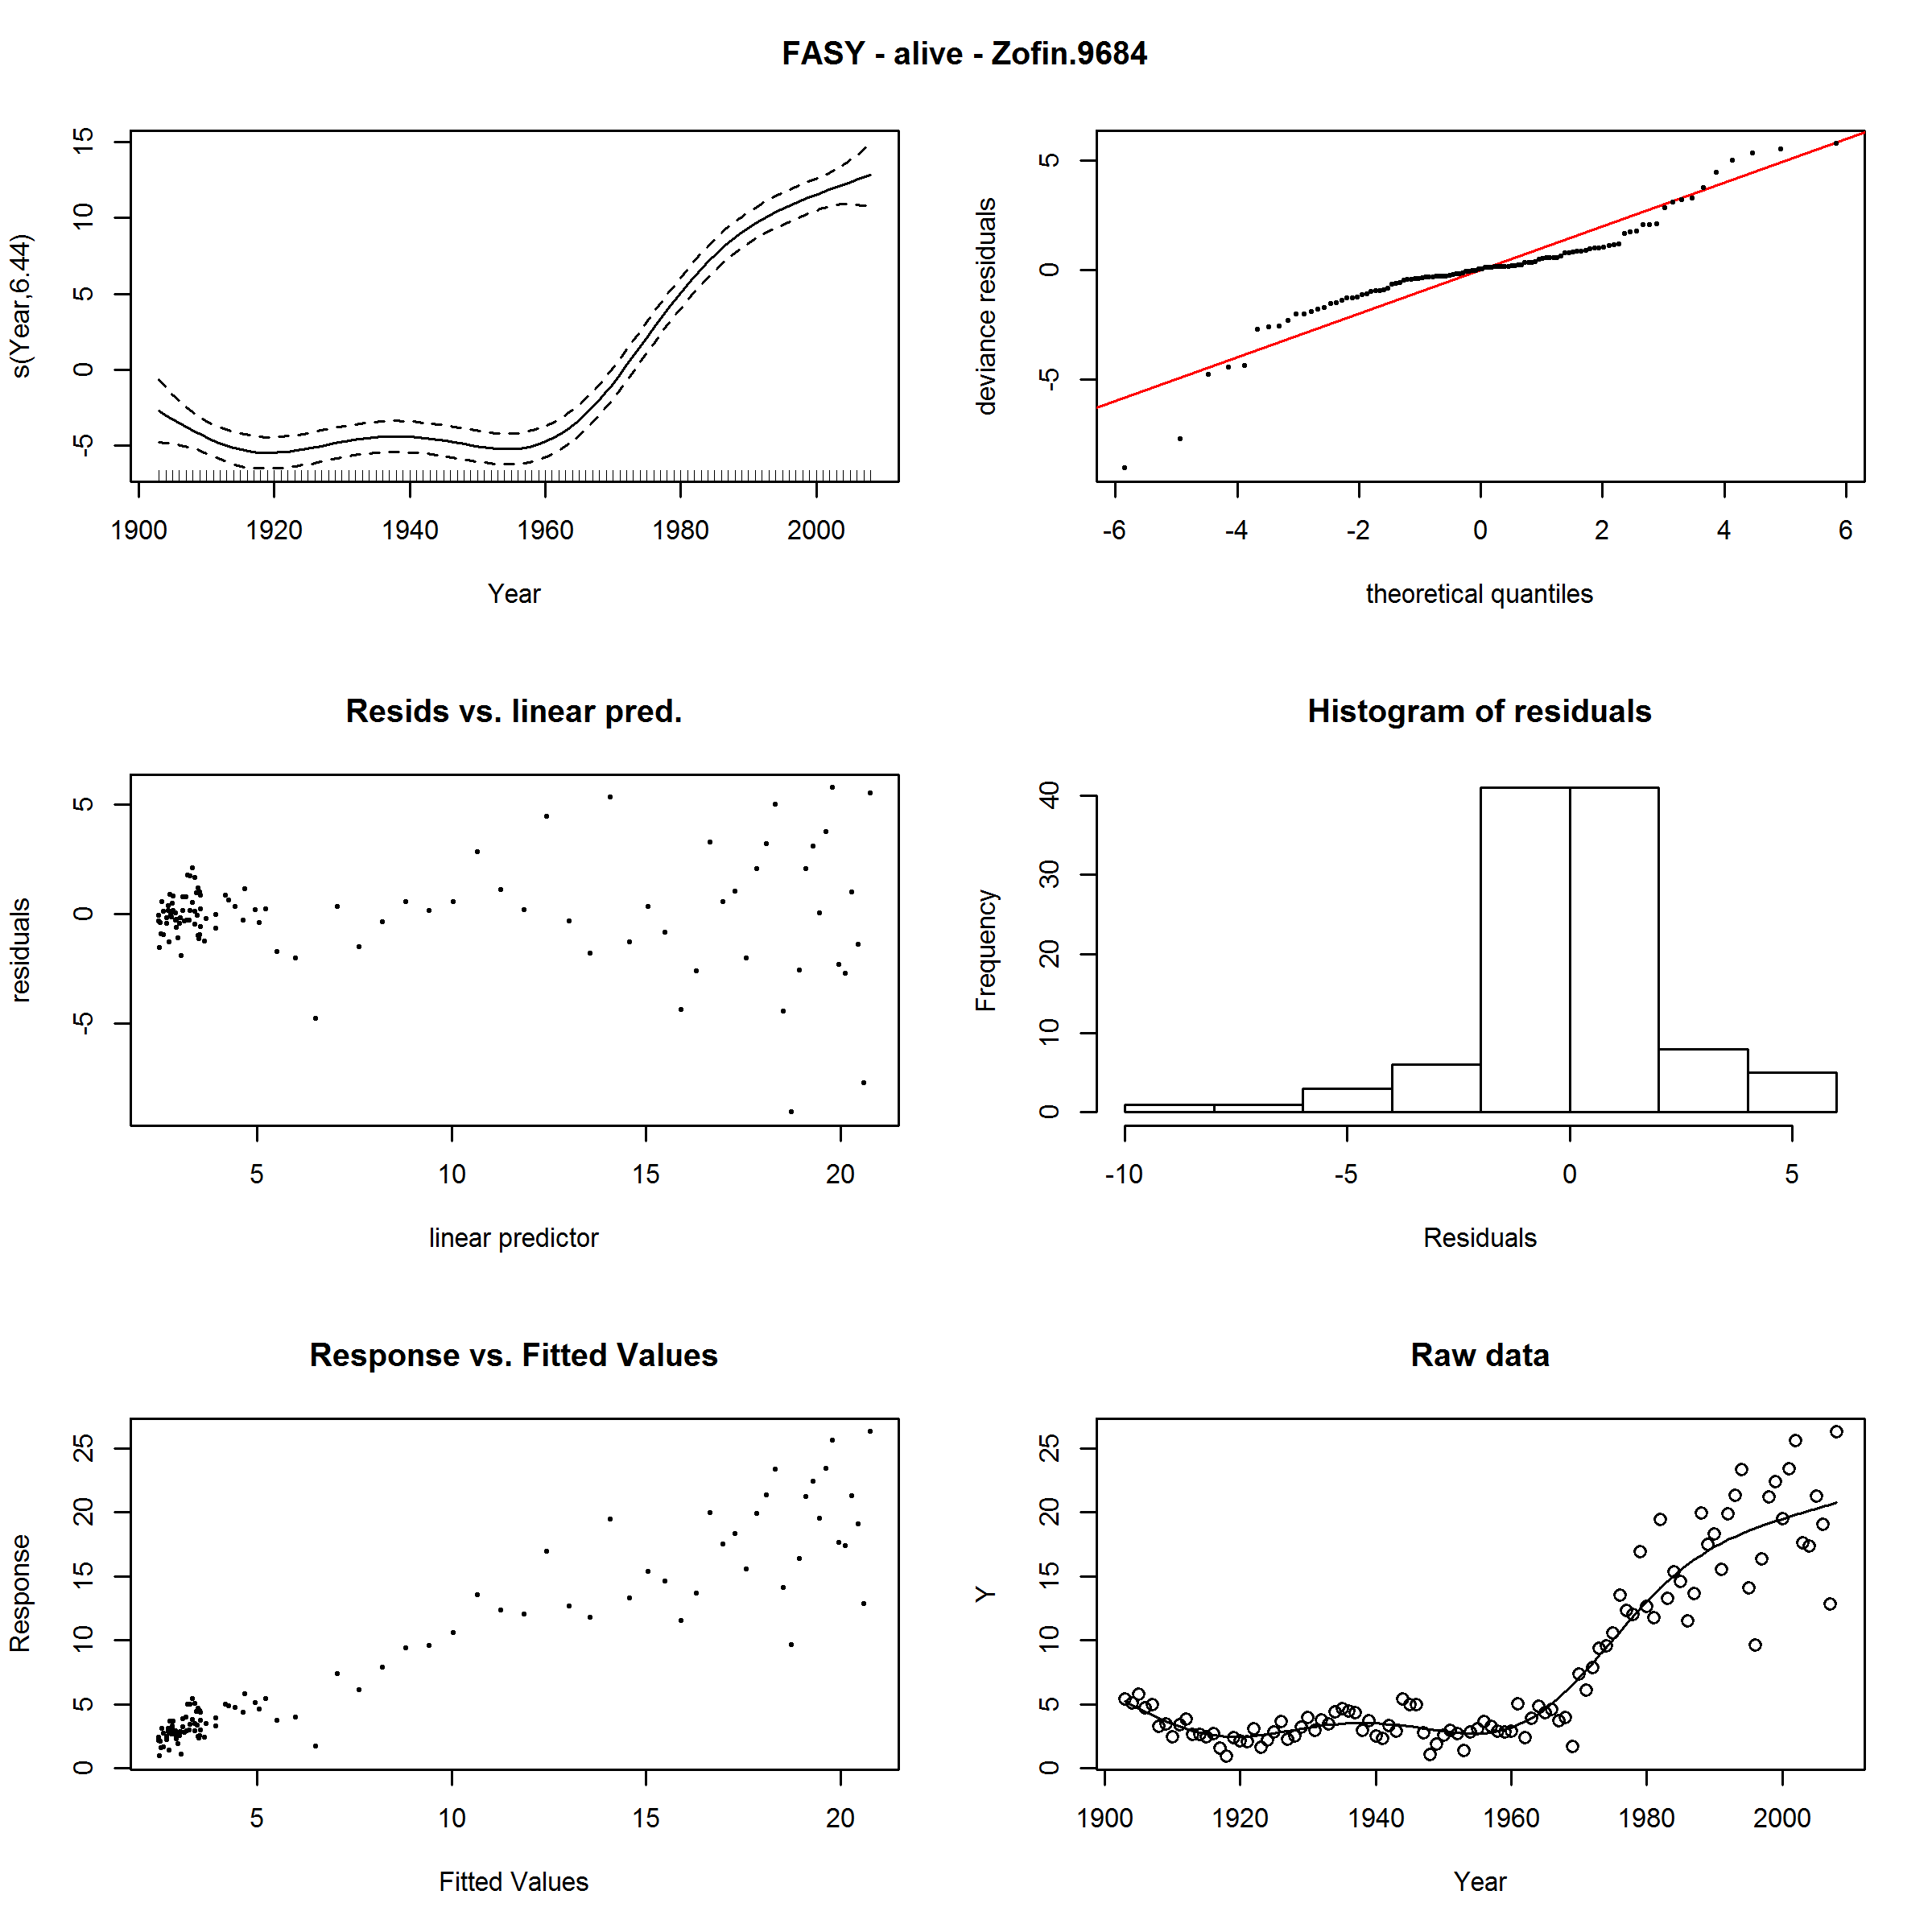 FASY - alive - Zofin.9684
s(Year,6.44)
-5 0 5 10 15
1900 1920 1940 1960 1980 2000
Year
deviance residuals
-5 0 5
-6 -4 -2 0 2 4 6
theoretical quantiles
Resids vs. linear pred.
residuals
-5 0 5
5 10 15 20
linear predictor
Histogram of residuals
Frequency
0 10 20 30 40
-10 -5 0 5
Residuals
Response vs. Fitted Values
Response
0 5 10 15 20 25
5 10 15 20
Fitted Values
Raw data
Y
0 5 10 15 20 25
1900 1920 1940 1960 1980 2000
Year